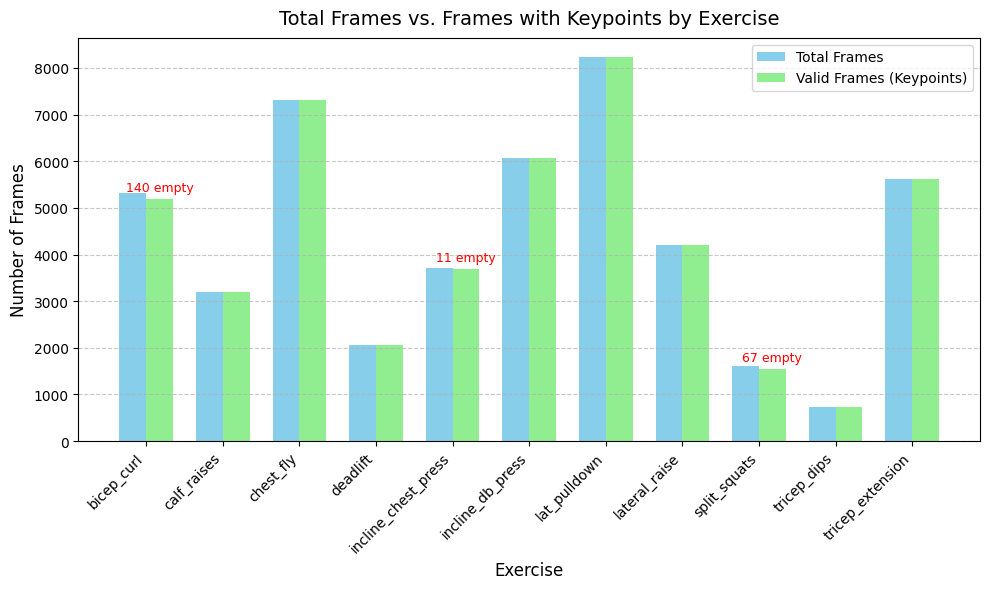 Total Frames vs. Frames with Keypoints by Exercise
Total Frames
Valid Frames (Keypoints)
Number of Frames
8000
7000
6000
5000
4000
3000
2000
1000
0
140 empty
11 empty
67 empty
bicep_curl
calf_raises
chest_fly
deadlift
incline_chest_press
incline_db_press
lat_pulldown
lateral_raise
split_squats
tricep_dips
tricep_extension
Exercise